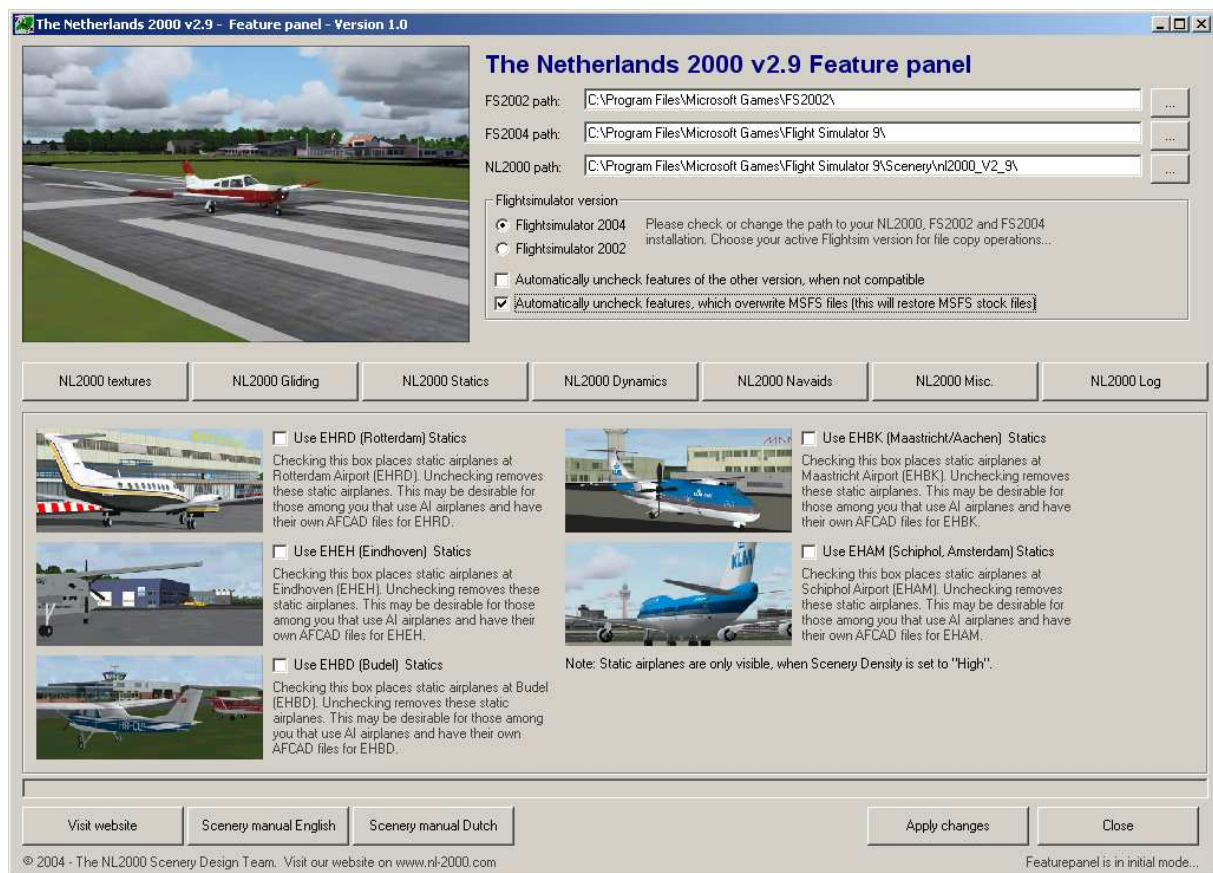 The Netherlands 2000 v2.9 - Feature panel - Version 1.0
The Netherlands 2000 v2.9 Feature panel
FS2002 path:
C:\Program Files\Microsoft Games\FS2002\
...
FS2004 path:
C:\Program Files\Microsoft Games\Flight Simulator 9\
...
NL2000 path:
C:\Program Files\Microsoft Games\Flight Simulator 9\Scenery\nl2000_V2_9\
...
Flightsimulator version
Flightsimulator 2004
Flightsimulator 2002
Please check or change the path to your NL2000, FS2002 and FS2004
installation. Choose your active Flightsim version for file copy operations...
Automatically uncheck features of the other version, when not compatible
Automatically uncheck features, which overwrite MSFS files (this will restore MSFS stock files)
NL2000 textures
NL2000 Gliding
NL2000 Statics
NL2000 Dynamics
NL2000 Navaids
NL2000 Misc.
NL2000 Log
Use EHRD (Rotterdam) Statics
Checking this box places static airplanes at
Rotterdam Airport (EHRD). Unchecking removes
these static airplanes. This may be desirable for
those among you that use AI airplanes and have
their own AFCAD files for EHRD.
Use EHEH (Eindhoven) Statics
Checking this box places static airplanes at
Eindhoven (EHEH). Unchecking removes these
static airplanes. This may be desirable for those
among you that use AI airplanes and have their
own AFCAD files for EHEH.
Use EHBD (Budel) Statics
Checking this box places static airplanes at Budel
(EHBD). Unchecking removes these static
airplanes. This may be desirable for those among
you that use AI airplanes and have their own
AFCAD files for EHBD.
Use EHBK (Maastricht/Aachen) Statics
Checking this box places static airplanes at
Maastricht Airport (EHBK). Unchecking removes
these static airplanes. This may be desirable for
those among you that use AI airplanes and have
their own AFCAD files for EHBK.
Use EHAM (Schiphol, Amsterdam) Statics
KLM
Checking this box places static airplanes at
Schiphol Airport (EHAM). Unchecking removes
these static airplanes. This may be desirable for
those among you that use AI airplanes and have
their own AFCAD files for EHAM.
Note: Static airplanes are only visible, when Scenery Density is set to "High".
Visit website
Scenery manual English
Scenery manual Dutch
Apply changes
Close
© 2004 - The NL2000 Scenery Design Team. Visit our website on www.nl-2000.com
Featurepanel is in initial mode...